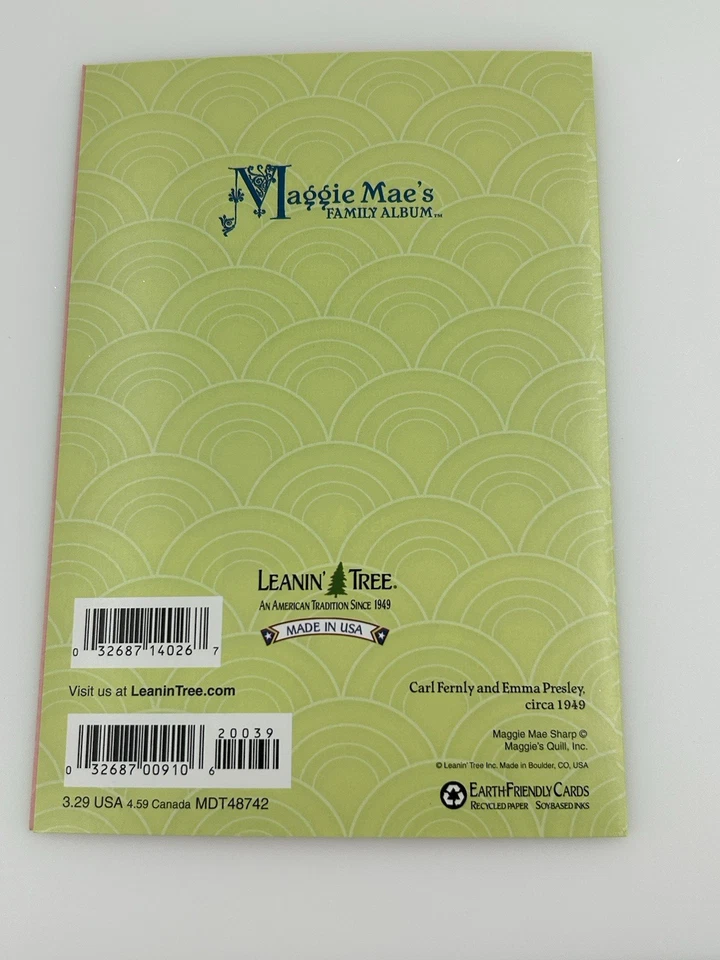 Maggie Mae's
FAMILY ALBUM™
LEANIN' TREE®
AN AMERICAN TRADITION SINCE 1949
MADE IN USA
0 32687 14026 7
Visit us at LeaninTree.com
Carl Fernly and Emma Presley,
circa 1949
20039
0 32687 00910 6
Maggie Mae Sharp ©
Maggie's Quill, Inc.
© Leanin' Tree Inc. Made in Boulder, CO, USA
3.29 USA 4.59 Canada MDT48742
EARTHFRIENDLY CARDS
RECYCLED PAPER SOY BASED INKS